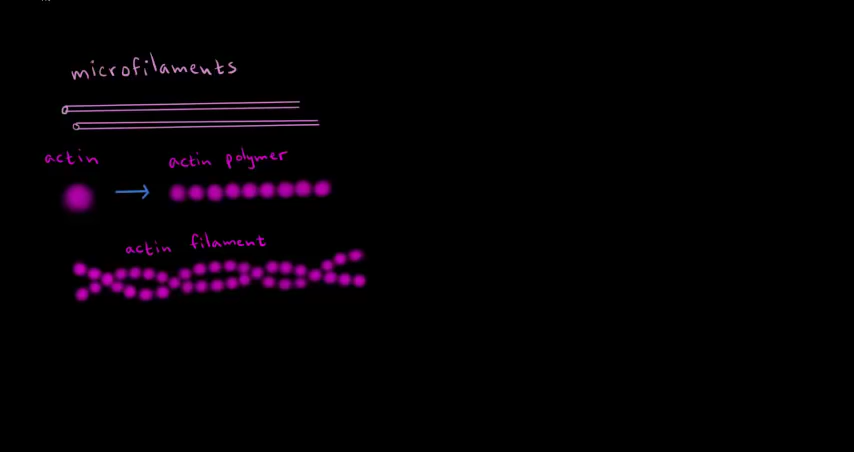 microfilaments
actin
actin polymer
actin filament